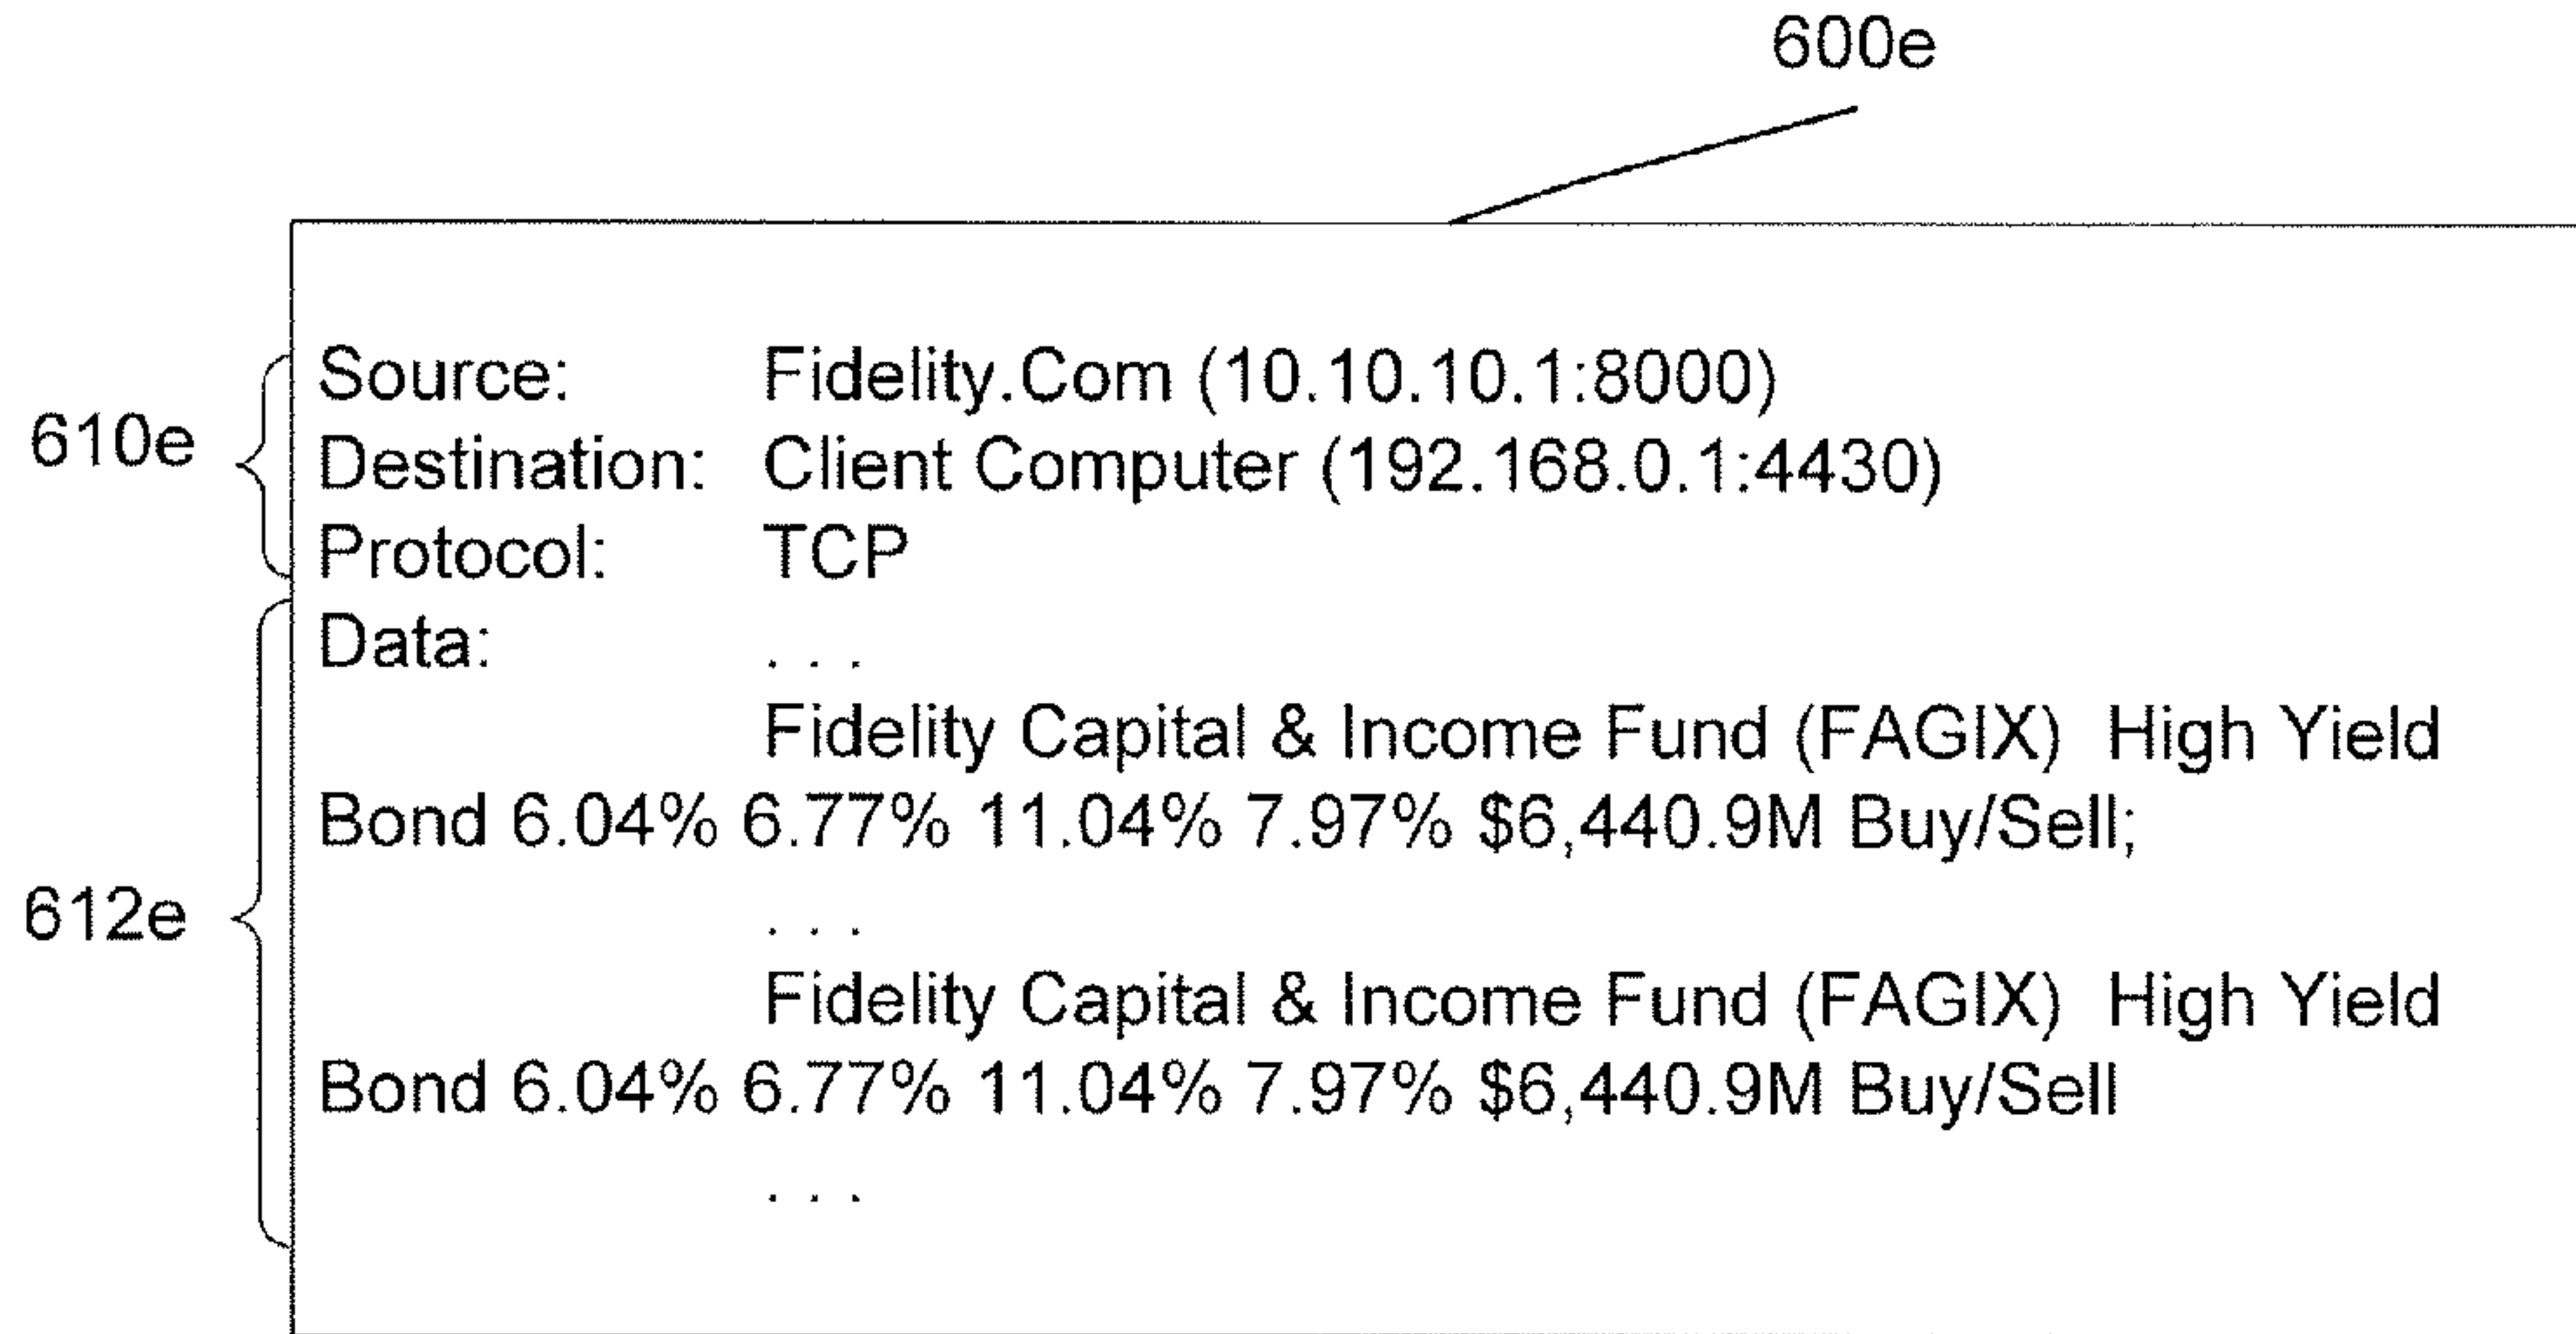 600e
610e
Source: Fidelity.Com (10.10.10.1:8000)
Destination: Client Computer (192.168.0.1:4430)
Protocol: TCP
612e
Data: . . .
Fidelity Capital & Income Fund (FAGIX) High Yield
Bond 6.04% 6.77% 11.04% 7.97% $6,440.9M Buy/Sell;
. . .
Fidelity Capital & Income Fund (FAGIX) High Yield
Bond 6.04% 6.77% 11.04% 7.97% $6,440.9M Buy/Sell
. . .